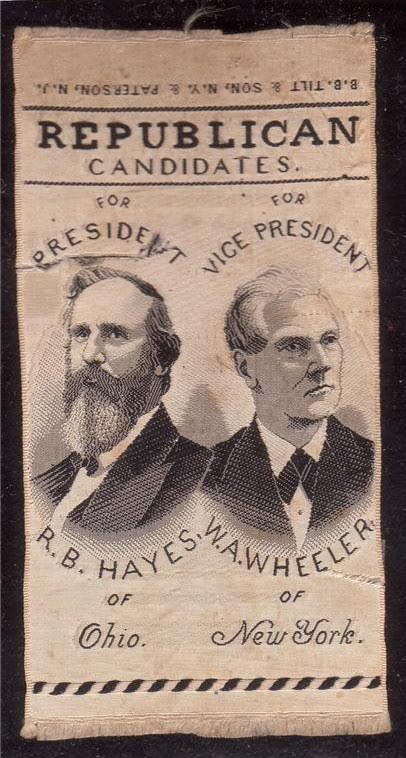 B.B. TILT & SON, N.Y. & PATERSON, N.J.
REPUBLICAN
CANDIDATES.
FOR
PRESIDENT
FOR
VICE PRESIDENT
R. B. HAYES.
OF
Ohio.
W. A. WHEELER
OF
New York.